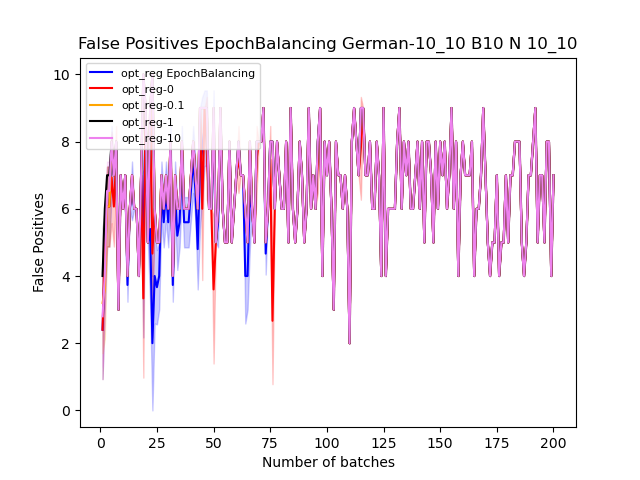 False Positives EpochBalancing German-10_10 B10 N 10_10
opt_reg EpochBalancing
opt_reg-0
opt_reg-0.1
opt_reg-1
opt_reg-10
10
8
6
4
2
0
False Positives
0 25 50 75 100 125 150 175 200
Number of batches